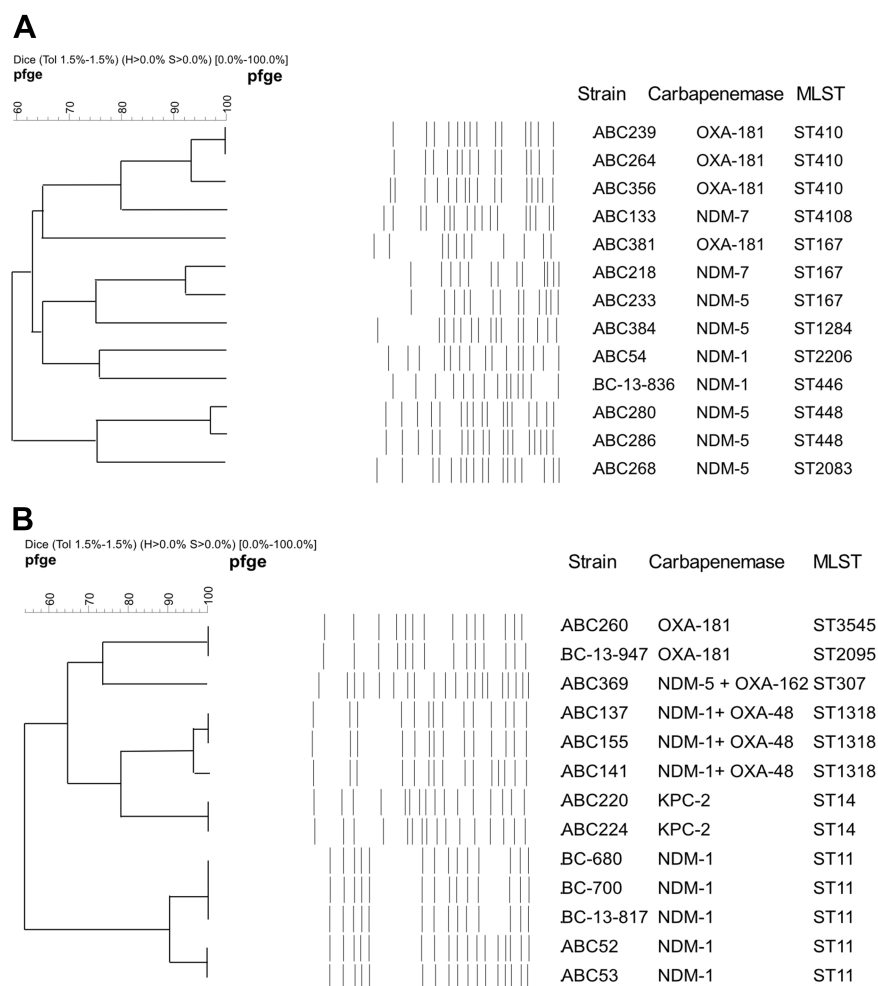 A
Dice (Tol 1.5%-1.5%) (H>0.0% S>0.0%) [0.0%-100.0%]
pfge pfge
60 70 80 90 100
Strain Carbapenemase MLST
.ABC239 OXA-181 ST410
.ABC264 OXA-181 ST410
.ABC356 OXA-181 ST410
.ABC133 NDM-7 ST4108
.ABC381 OXA-181 ST167
.ABC218 NDM-7 ST167
.ABC233 NDM-5 ST167
.ABC384 NDM-5 ST1284
.ABC54 NDM-1 ST2206
.BC-13-836 NDM-1 ST446
.ABC280 NDM-5 ST448
.ABC286 NDM-5 ST448
.ABC268 NDM-5 ST2083
B
Dice (Tol 1.5%-1.5%) (H>0.0% S>0.0%) [0.0%-100.0%]
pfge pfge
Strain Carbapenemase MLST
60 70 80 90 100
.ABC260 OXA-181 ST3545
.BC-13-947 OXA-181 ST2095
.ABC369 NDM-5 + OXA-162 ST307
.ABC137 NDM-1+ OXA-48 ST1318
.ABC155 NDM-1+ OXA-48 ST1318
.ABC141 NDM-1+ OXA-48 ST1318
.ABC220 KPC-2 ST14
.ABC224 KPC-2 ST14
.BC-680 NDM-1 ST11
.BC-700 NDM-1 ST11
.BC-13-817 NDM-1 ST11
.ABC52 NDM-1 ST11
.ABC53 NDM-1 ST11